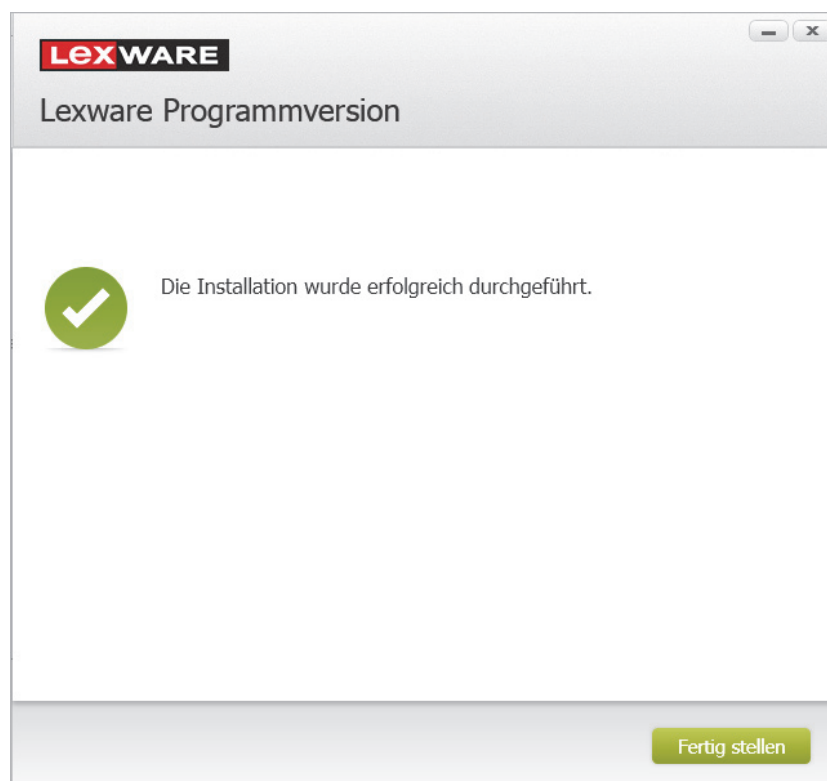 LexWARE
Lexware Programmversion
Die Installation wurde erfolgreich durchgeführt.
Fertig stellen